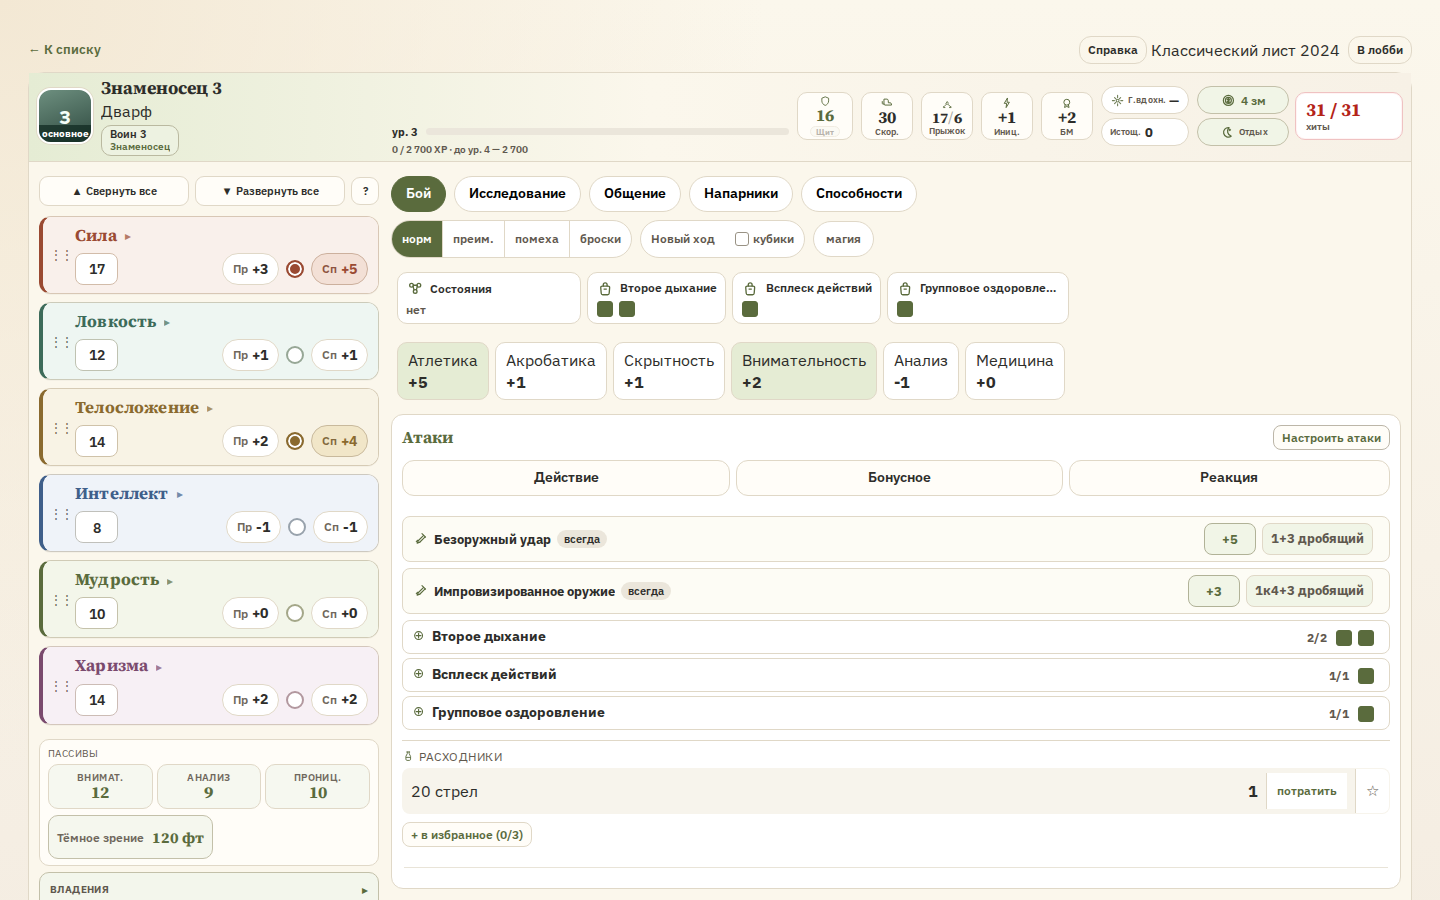 ← К списку
Справка Классический лист 2024 В лобби
3
основное
Знаменосец 3
Дварф
Воин 3
Знаменосец
ур. 3
0 / 2 700 XP · до ур. 4 — 2 700
16
Щит
30
Скор.
17/6
Прыжок
+1
Иниц.
+2
БМ
Г.вдохн. —
Истощ. 0
4 зм
Отдых
31 / 31
хиты
▲ Свернуть все
▼ Развернуть все
?
Сила ▸
17 Пр +3 Сп +5
Ловкость ▸
12 Пр +1 Сп +1
Телосложение ▸
14 Пр +2 Сп +4
Интеллект ▸
8 Пр -1 Сп -1
Мудрость ▸
10 Пр +0 Сп +0
Харизма ▸
14 Пр +2 Сп +2
ПАССИВЫ
ВНИМАТ.
12
АНАЛИЗ
9
ПРОНИЦ.
10
Тёмное зрение 120 фт
ВЛАДЕНИЯ ▸
Бой Исследование Общение Напарники Способности
норм преим. помеха броски Новый ход кубики магия
Состояния
нет
Второе дыхание
Всплеск действий
Групповое оздоровле...
Атлетика
+5
Акробатика
+1
Скрытность
+1
Внимательность
+2
Анализ
-1
Медицина
+0
Атаки
Настроить атаки
Действие Бонусное Реакция
Безоружный удар всегда +5 1+3 дробящий
Импровизированное оружие всегда +3 1к4+3 дробящий
Второе дыхание 2/2
Всплеск действий 1/1
Групповое оздоровление 1/1
РАСХОДНИКИ
20 стрел 1 потратить ☆
+ в избранное (0/3)